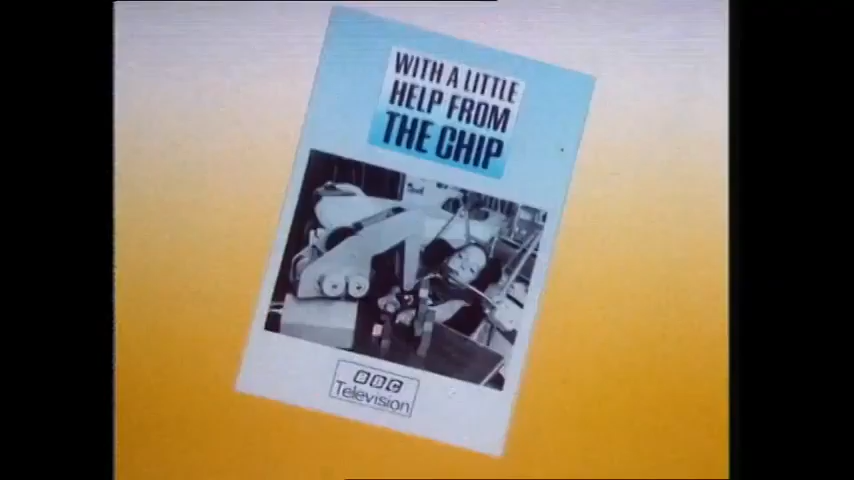 WITH A LITTLE
HELP FROM
THE CHIP
BBC
Television